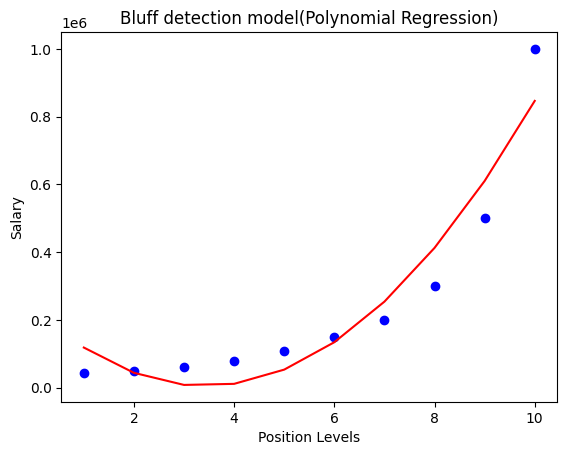 Bluff detection model(Polynomial Regression)
1e6
1.0
0.8
0.6
0.4
0.2
0.0
Salary
2 4 6 8 10
Position Levels